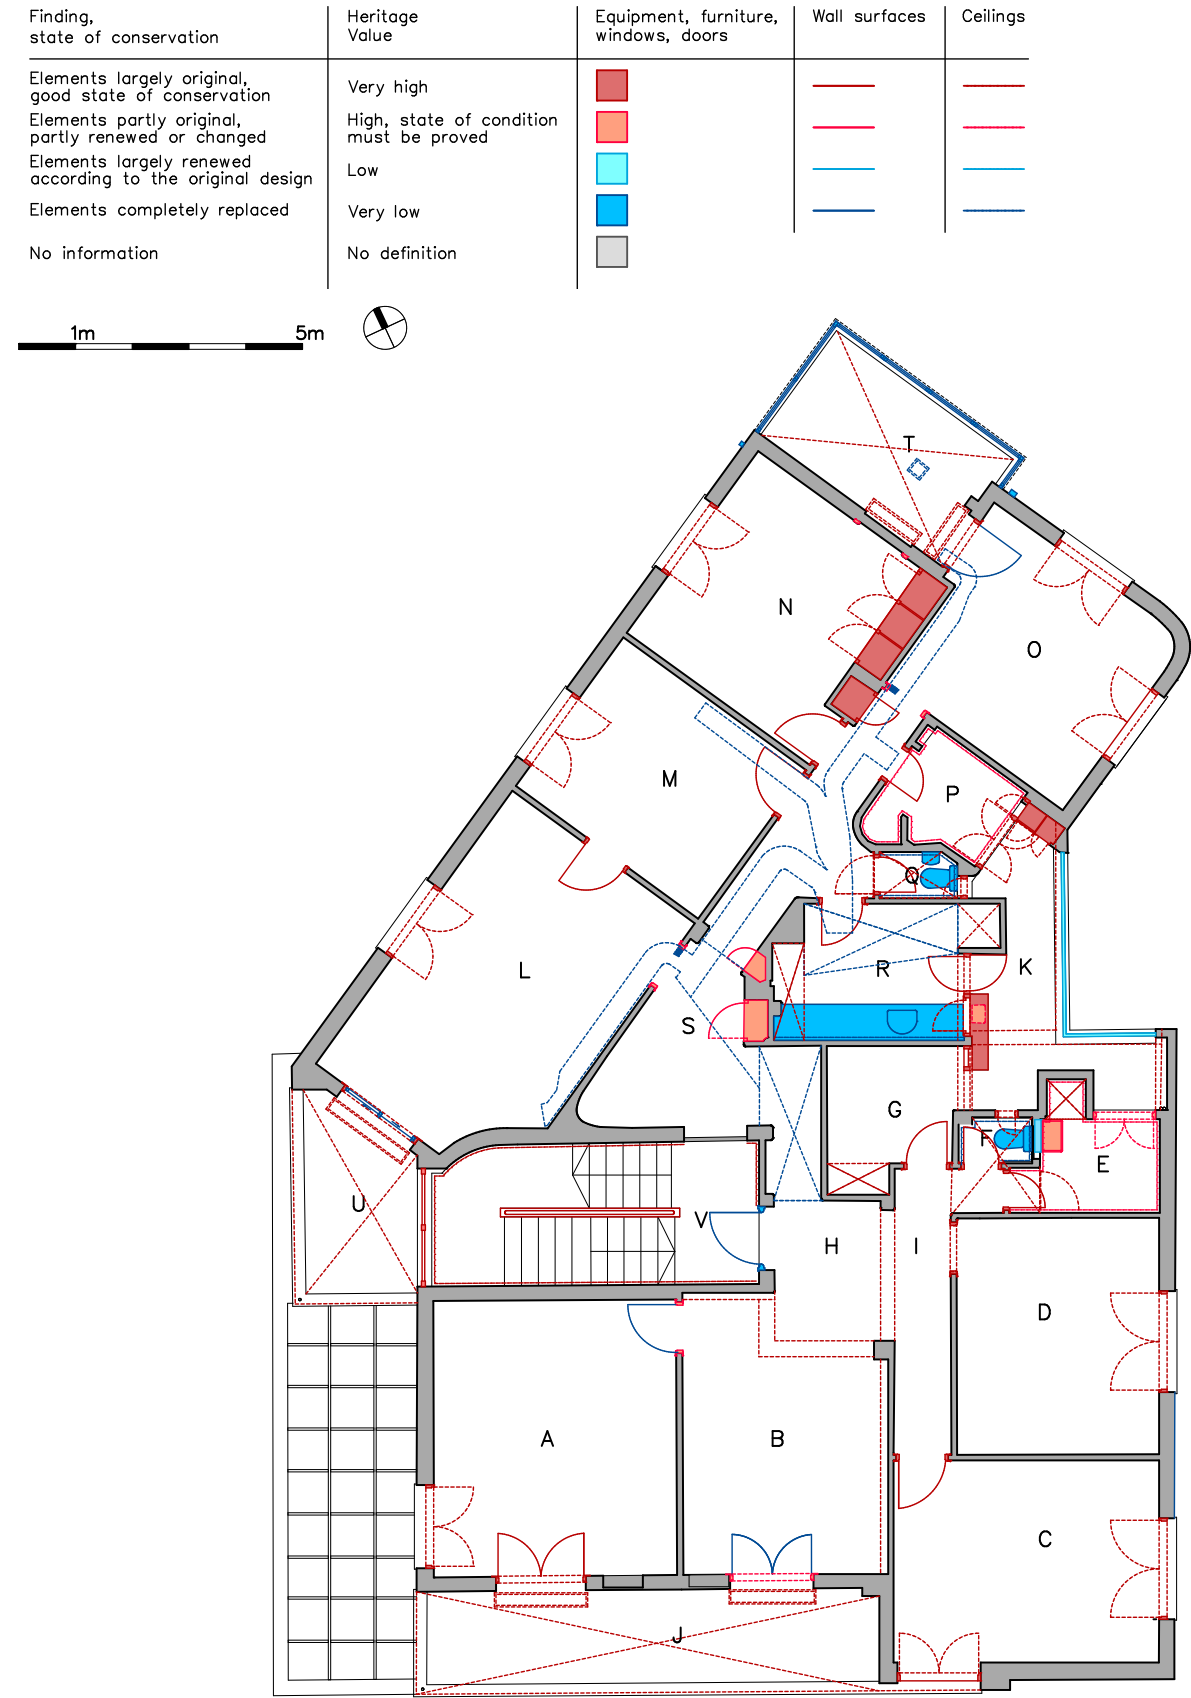 Finding,
state of conservation
Heritage
Value
Equipment, furniture,
windows, doors
Wall surfaces
Ceilings
Elements largely original,
good state of conservation
Very high
Elements partly original,
partly renewed or changed
High, state of condition
must be proved
Elements largely renewed
according to the original design
Low
Elements completely replaced
Very low
No information
No definition
1m
5m
T
N
O
M
P
Q
L
R
K
S
G
F
E
U
V
H
I
D
A
B
C
J